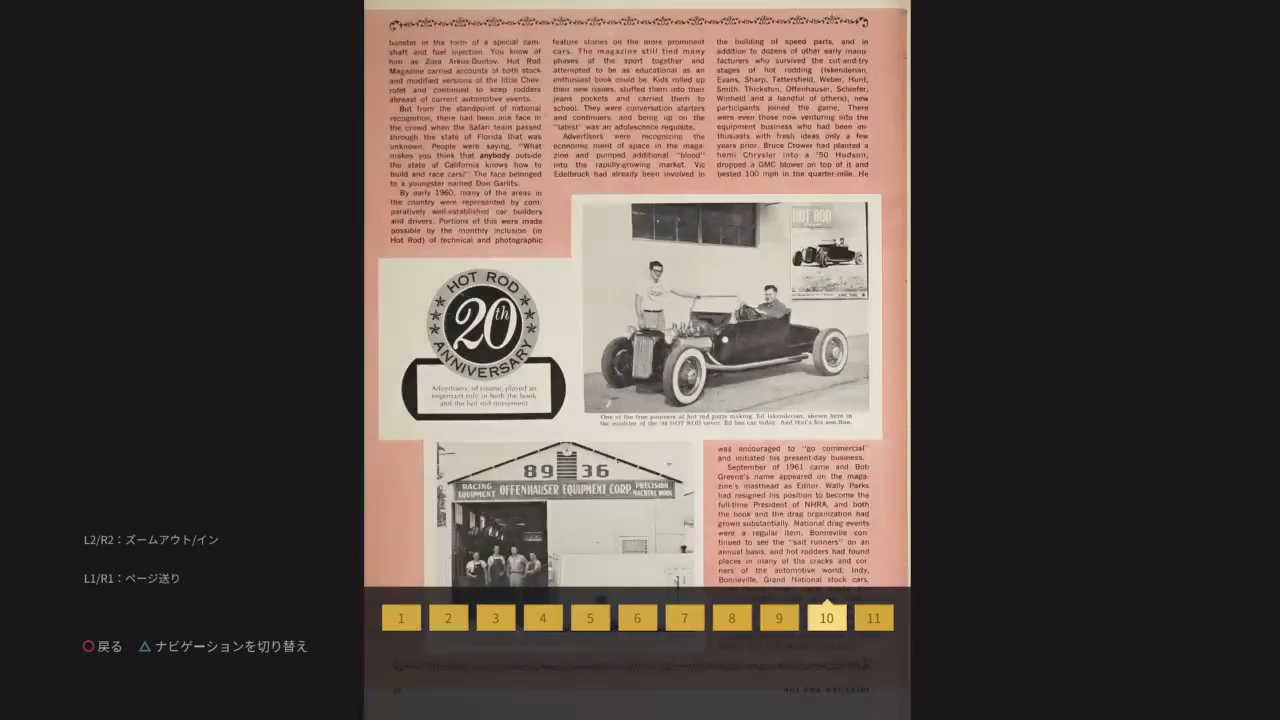 booster in the form of a special cam-
shaft and fuel injection. You know of
him as Zora Arkus-Duntov. Hot Rod
Magazine carried accounts of both stock
and modified versions of the little Chev-
rolet and continued to keep rodders
abreast of current automotive events.
But from the standpoint of national
recognition, there had been one face in
the crowd when the Safari team passed
through the state of Florida that was
unknown. People were saying, "What
makes you think that anybody outside
the state of California knows how to
build and race cars?" The face belonged
to a youngster named Don Garlits.
By early 1960, many of the areas in
the country were represented by com-
paratively well-established car builders
and drivers. Portions of this were made
possible by the monthly inclusion (in
Hot Rod) of technical and photographic
feature stories on the more prominent
cars. The magazine still tied many
phases of the sport together and
attempted to be as educational as an
enthusiast book could be. Kids rolled up
their new issues, stuffed them into their
jeans pockets and carried them to
school. They were conversation starters
and continuers, and being up on the
"latest" was an adolescence requisite.
Advertisers were recognizing the
economic merit of space in the maga-
zine and pumped additional "blood"
into the rapidly-growing market. Vic
Edelbrock had already been involved in
the building of speed parts, and in
addition to dozens of other early manu-
facturers who survived the cut-and-try
stages of hot rodding (Iskenderian,
Evans, Sharp, Tattersfield, Weber, Hunt,
Smith, Thickstun, Offenhauser, Schiefer,
Winfield and a handful of others), new
participants joined the game. There
were even those now venturing into the
equipment business who had been en-
thusiasts with fresh ideas only a few
years prior. Bruce Crower had planted a
hemi Chrysler into a '50 Hudson,
dropped a GMC blower on top of it and
bested 100 mph in the quarter-mile. He
HOT ROD
HOT ROD
20th
ANNIVERSARY
Advertisers, of course, played an
important role in both the book
and the hot rod movement.
One of the true pioneers of hot rod parts making, Ed Iskenderian, shown here in
the roadster of the '48 HOT ROD cover. Ed has car today. And that's his son Ron.
89 36
RACING EQUIPMENT OFFENHAUSER EQUIPMENT CORP. PRECISION MACHINE WORK
was encouraged to "go commercial"
and initiated his present-day business.
September of 1961 came and Bob
Greene's name appeared on the maga-
zine's masthead as Editor. Wally Parks
had resigned his position to become the
full-time President of NHRA, and both
the book and the drag organization had
grown substantially. National drag events
were a regular item. Bonneville con-
tinued to see the "salt runners" on an
annual basis, and hot rodders had found
places in many of the cracks and cor-
ners of the automotive world: Indy,
Bonneville, Grand National stock cars,
L2/R2：ズームアウト/イン
L1/R1：ページ送り
1 2 3 4 5 6 7 8 9 10 11
戻る ナビゲーションを切り替え
HOT ROD MAGAZINE